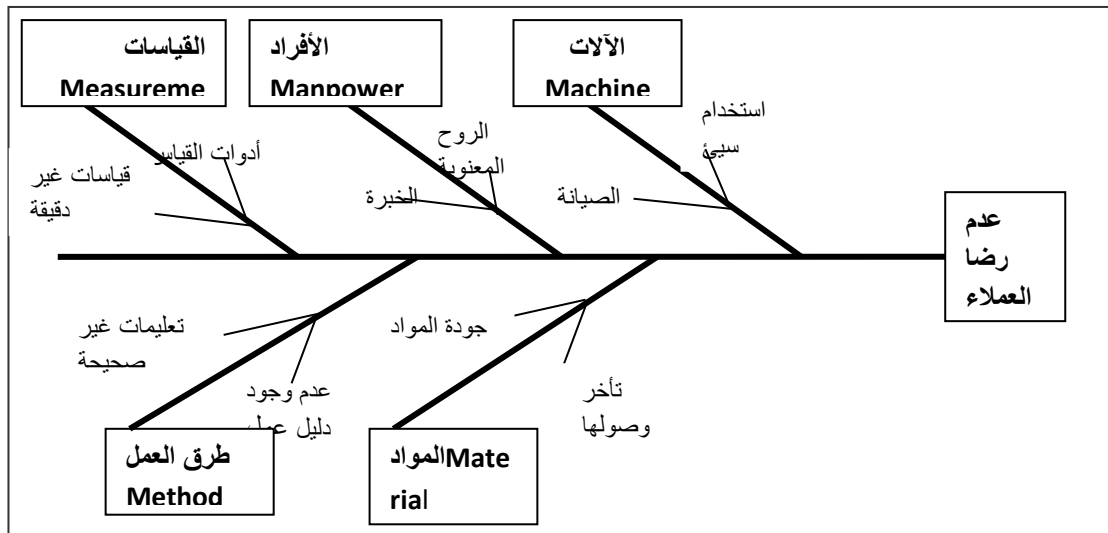 القياسات
Measureme
الأفراد
Manpower
الآلات
Machine
أدوات القياس
قياسات غير
دقيقة
الروح
المعنوية
الخبرة
استخدام
سيئ
الصيانة
عدم
رضا
العملاء
تعليمات غير
صحيحة
عدم وجود
دليل عمل
جودة المواد
تأخر
وصولها
طرق العمل
Method
المواد Mate
rial